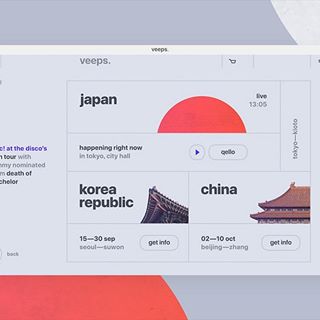 veeps.
veeps.
japan
live
13:05
c! at the disco's
n tour with
mmy nominated
m death of
chelor
back
happening right now
in tokyo, city hall
qello
tokyo—kioto
korea
republic
china
15—30 sep
seoul—suwon
get info
02—10 oct
beijing—zhang
get info